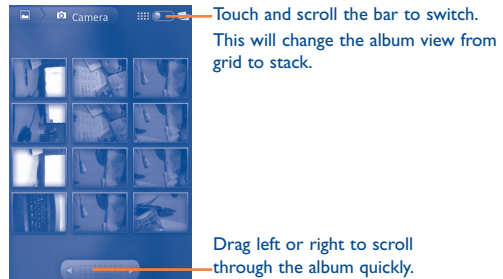 Camera
Touch and scroll the bar to switch.
This will change the album view from
grid to stack.
Drag left or right to scroll
through the album quickly.